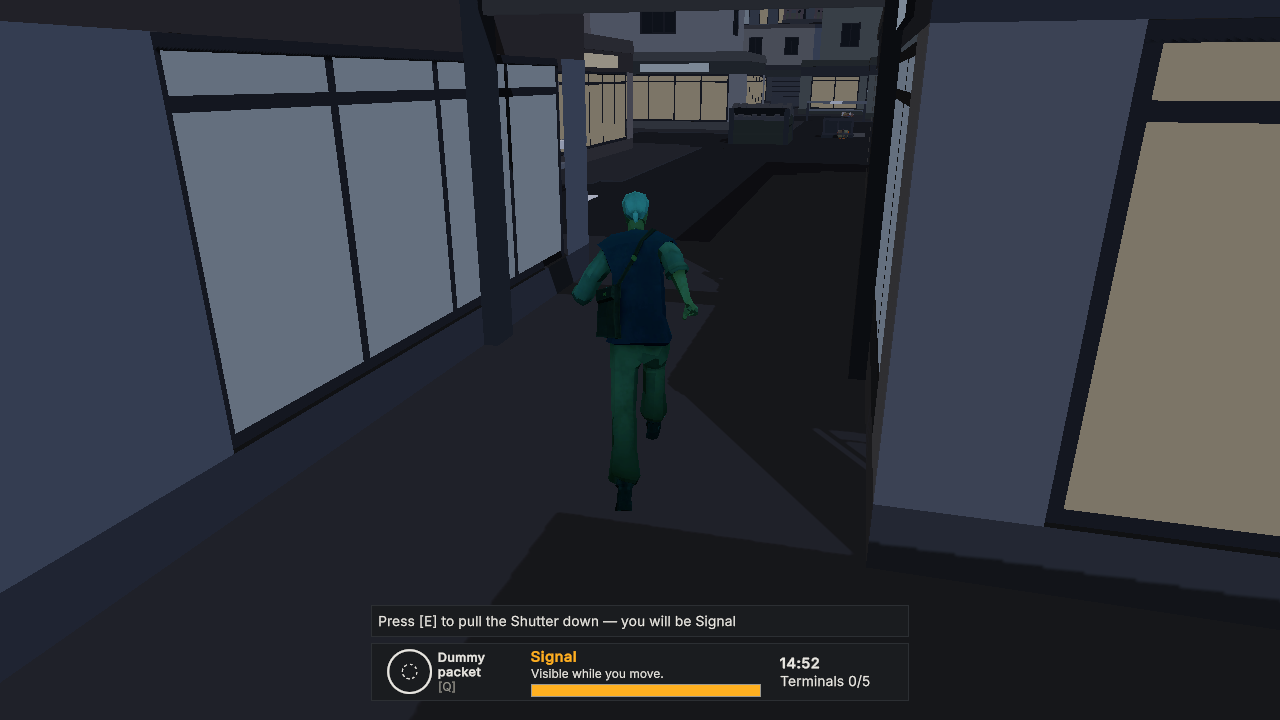 Press [E] to pull the Shutter down — you will be Signal
Dummy
packet
[Q]
Signal
Visible while you move.
14:52
Terminals 0/5